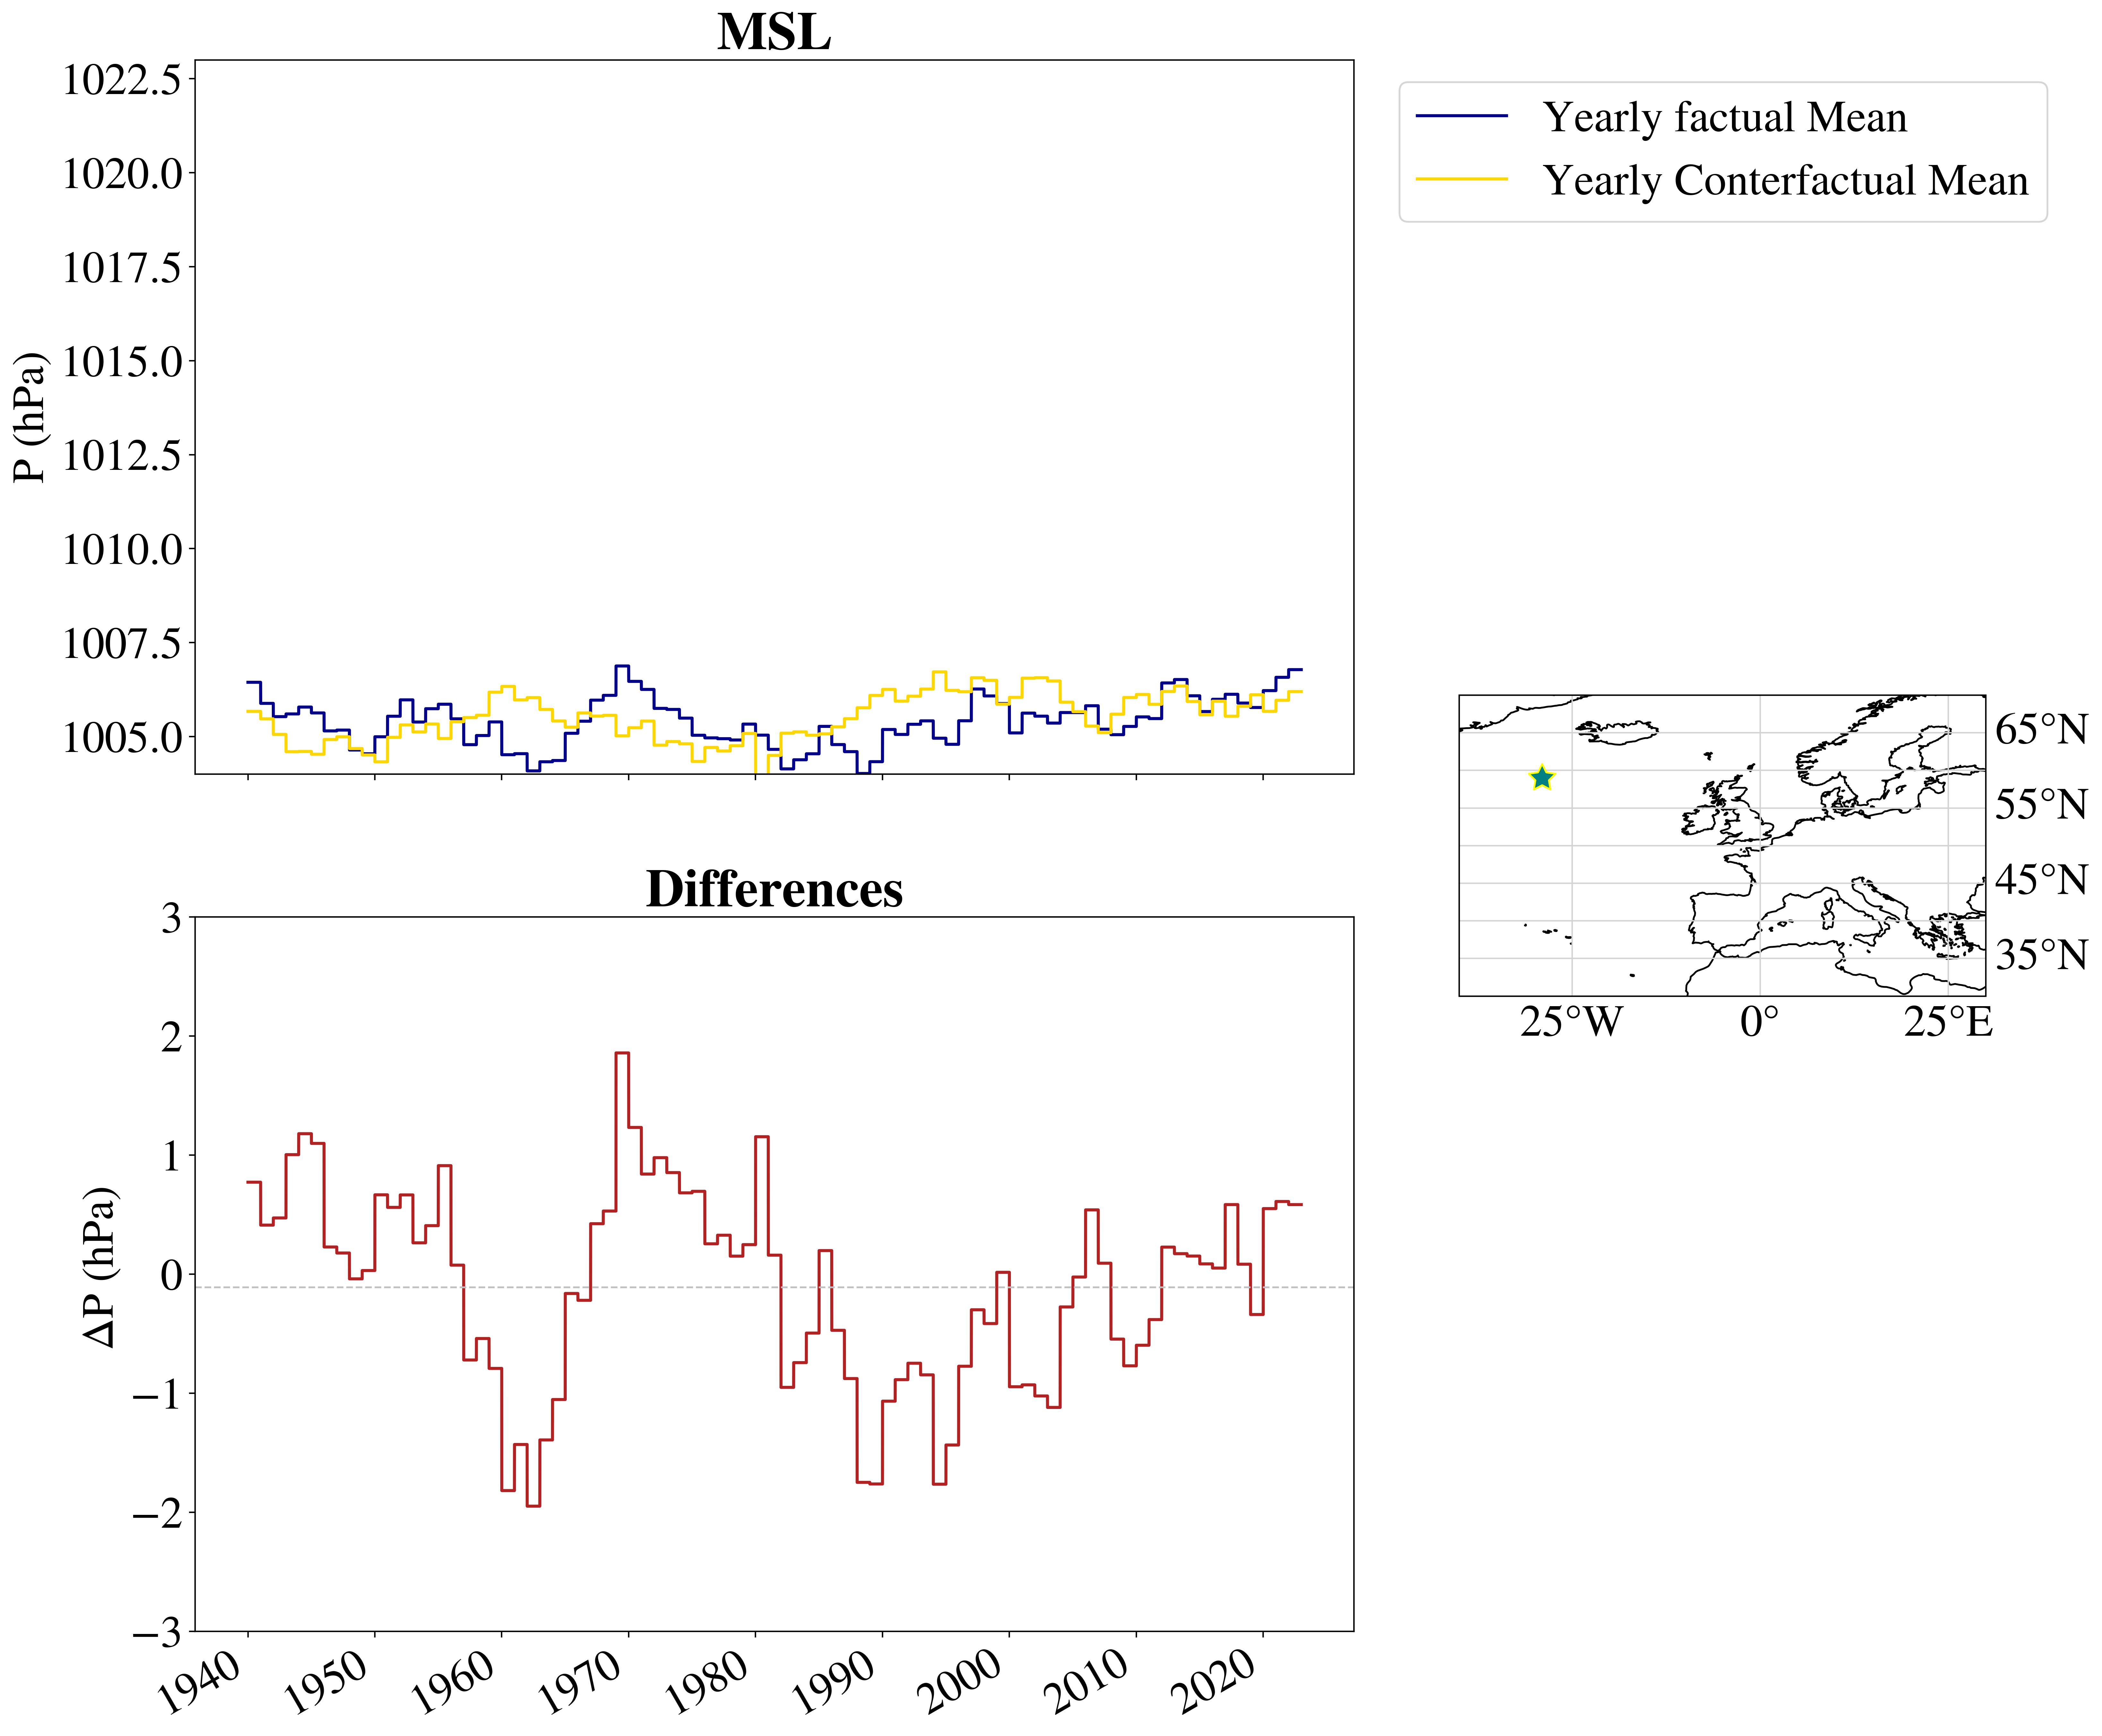 MSL
1022.5
1020.0
1017.5
1015.0
1012.5
1010.0
1007.5
1005.0
P (hPa)
Yearly factual Mean
Yearly Conterfactual Mean
65°N
55°N
45°N
35°N
25°W 0° 25°E
Differences
3
2
1
0
−1
−2
−3
ΔP (hPa)
1940 1950 1960 1970 1980 1990 2000 2010 2020